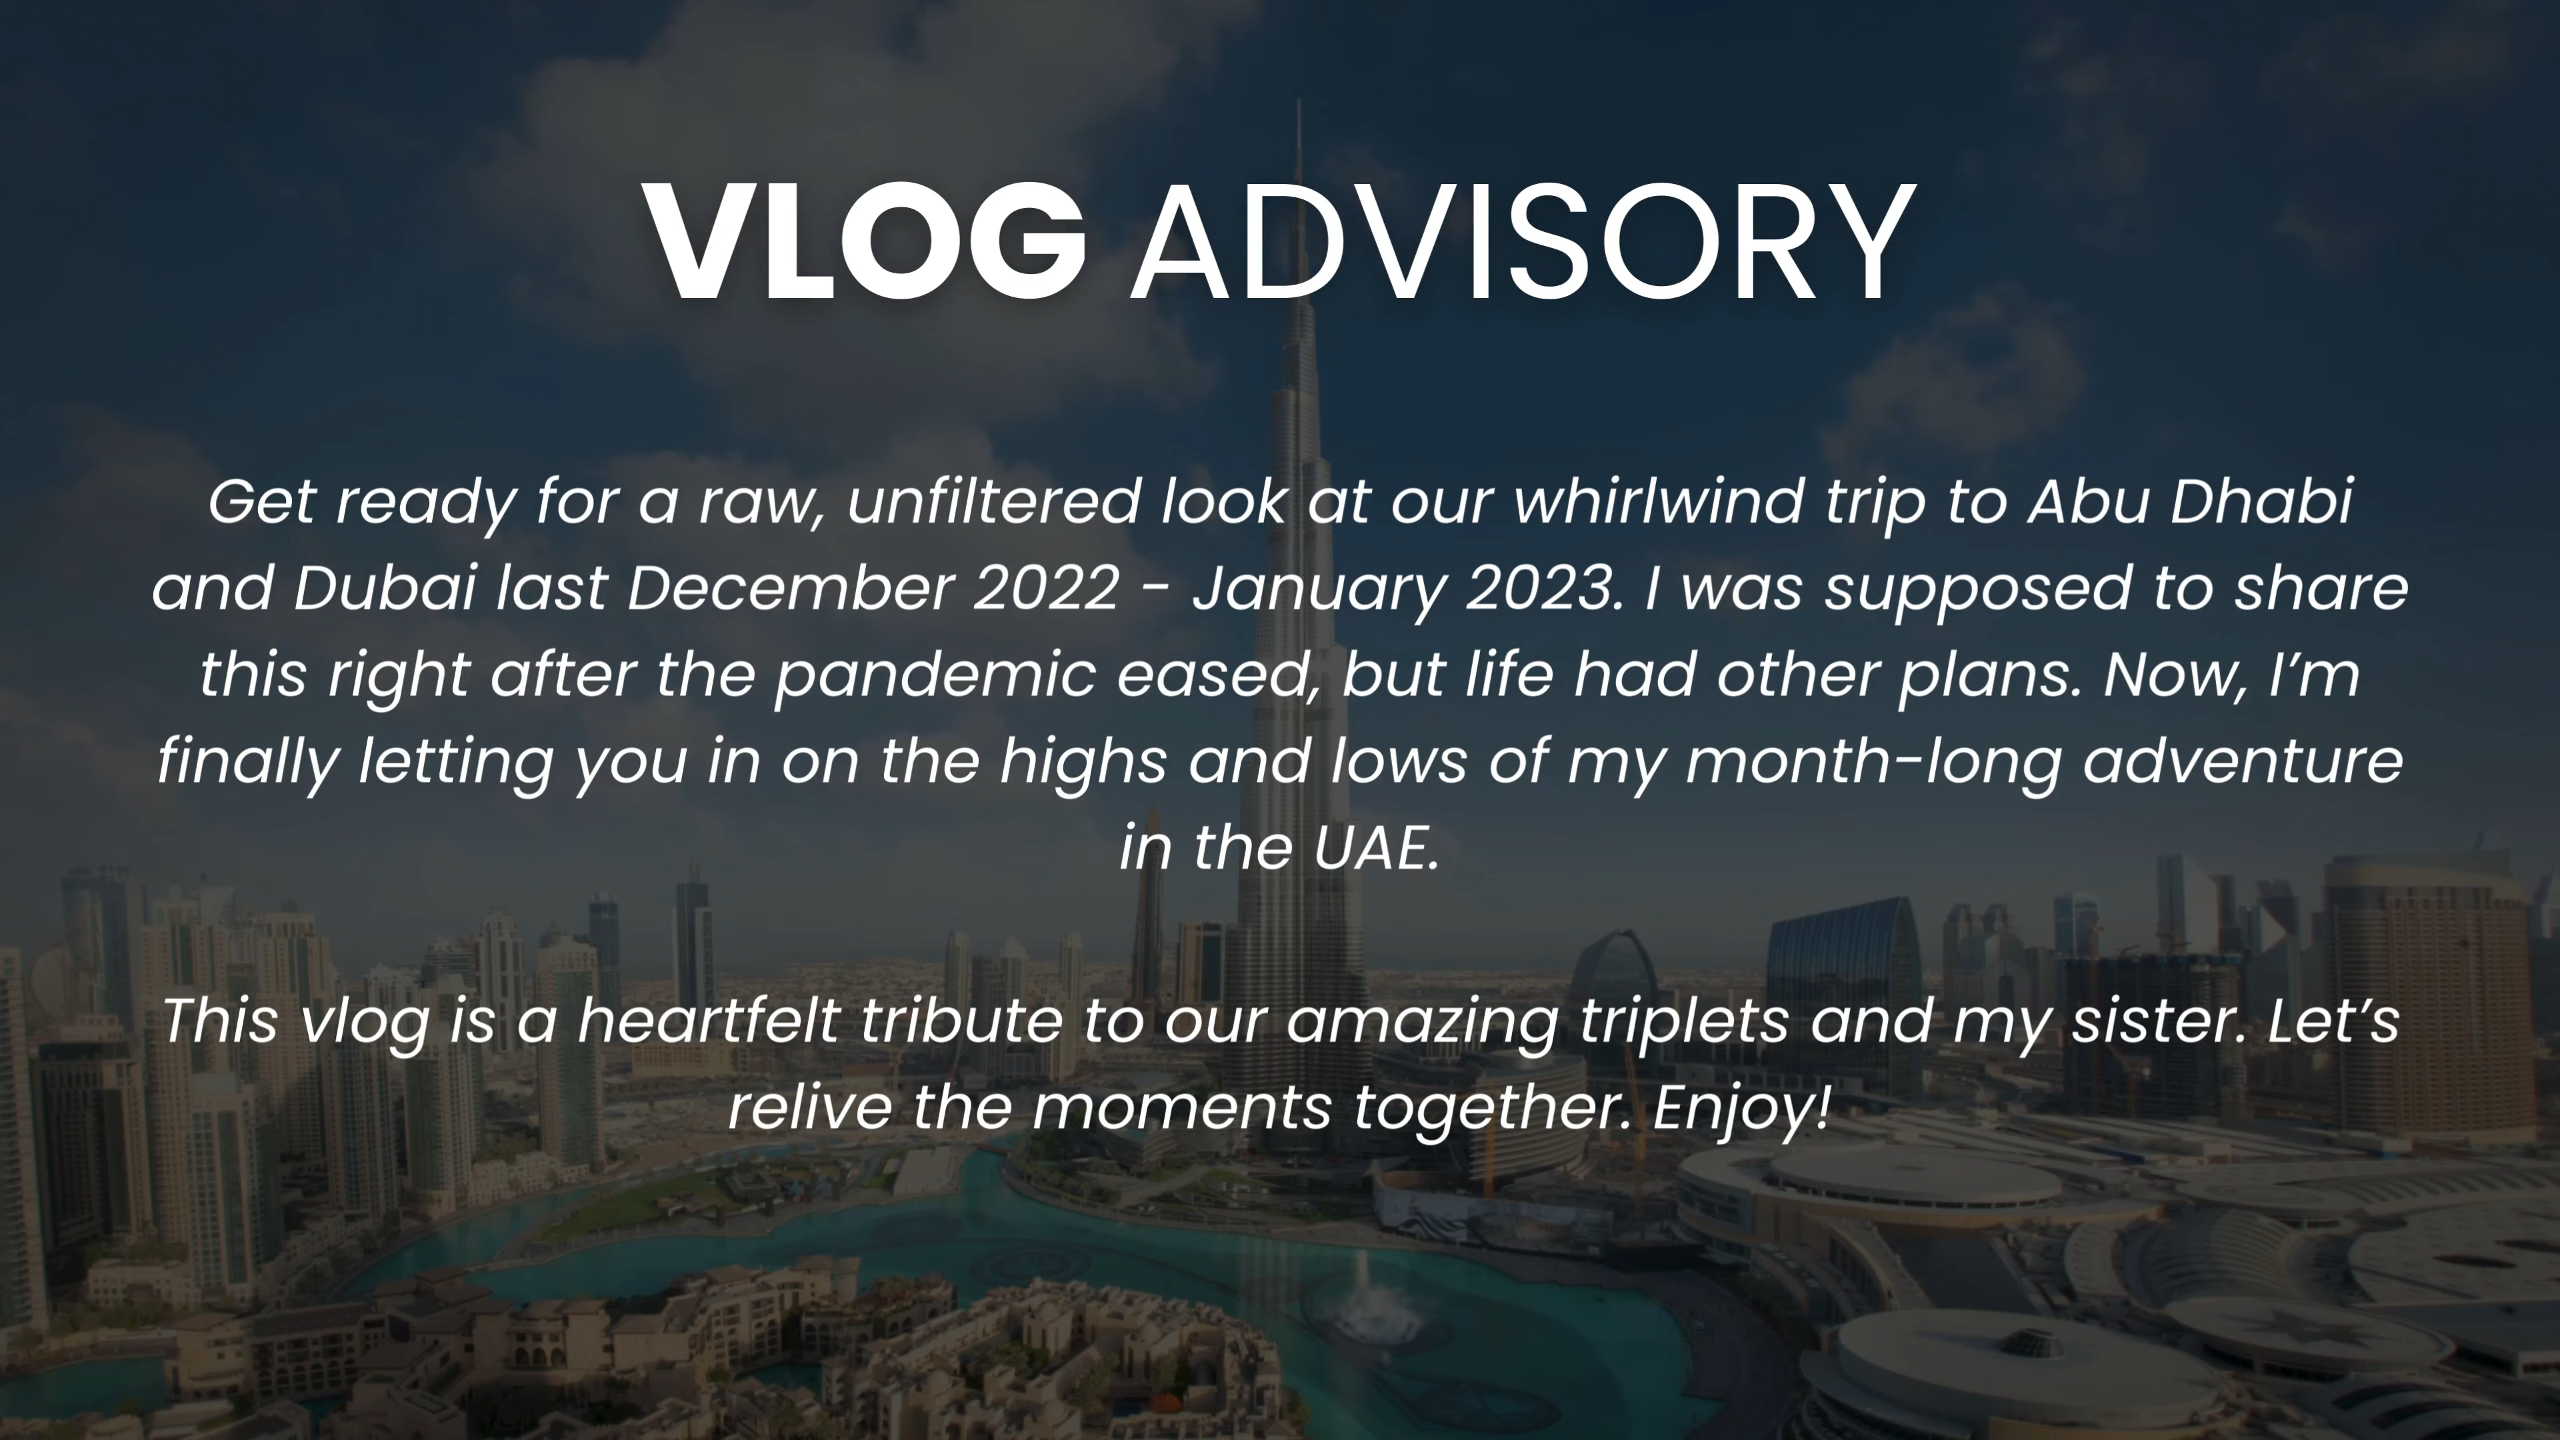 VLOG ADVISORY
Get ready for a raw, unfiltered look at our whirlwind trip to Abu Dhabi
and Dubai last December 2022 - January 2023. I was supposed to share
this right after the pandemic eased, but life had other plans. Now, I’m
finally letting you in on the highs and lows of my month-long adventure
in the UAE.
This vlog is a heartfelt tribute to our amazing triplets and my sister. Let’s
relive the moments together. Enjoy!